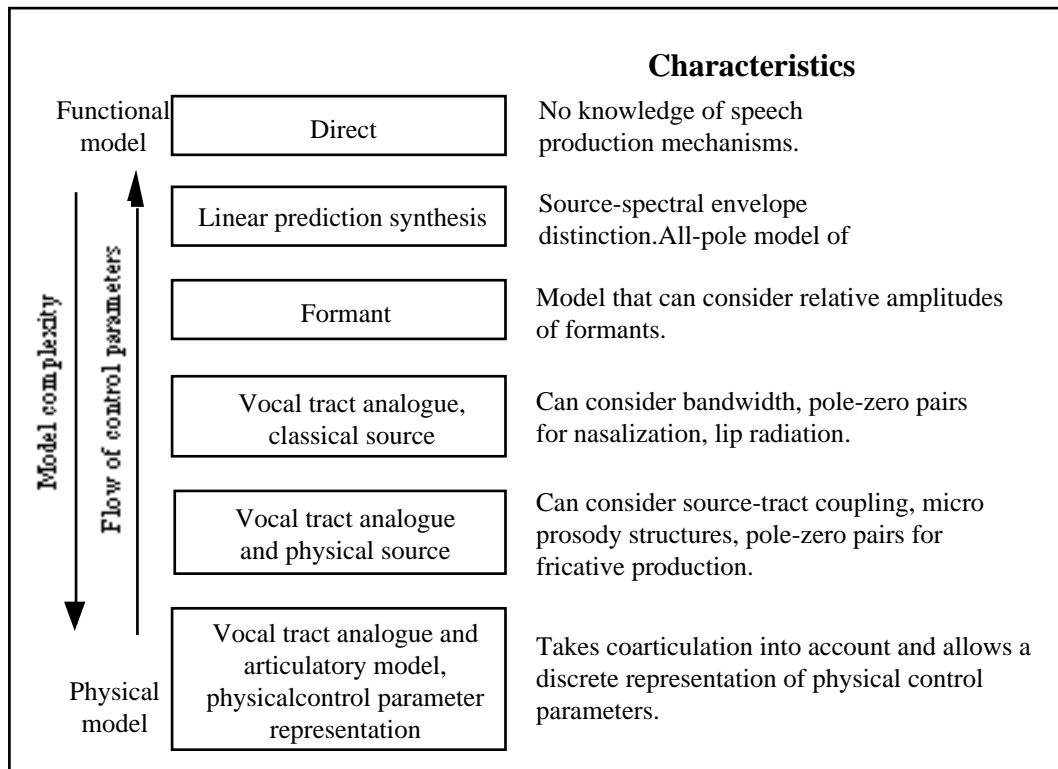 Characteristics
Functional
model
Direct
No knowledge of speech
production mechanisms.
Linear prediction synthesis
Source-spectral envelope
distinction.All-pole model of
Formant
Model that can consider relative amplitudes
of formants.
Vocal tract analogue,
classical source
Can consider bandwidth, pole-zero pairs
for nasalization, lip radiation.
Vocal tract analogue
and physical source
Can consider source-tract coupling, micro
prosody structures, pole-zero pairs for
fricative production.
Physical
model
Vocal tract analogue and
articulatory model,
physicalcontrol parameter
representation
Takes coarticulation into account and allows a
discrete representation of physical control
parameters.
Model complexity
Flow of control parameters